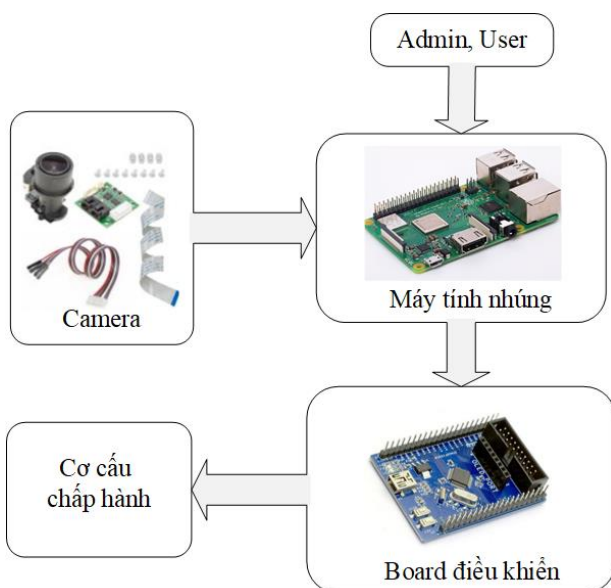 Admin, User
Camera
Máy tính nhúng
Cơ cấu
chấp hành
Board điều khiển